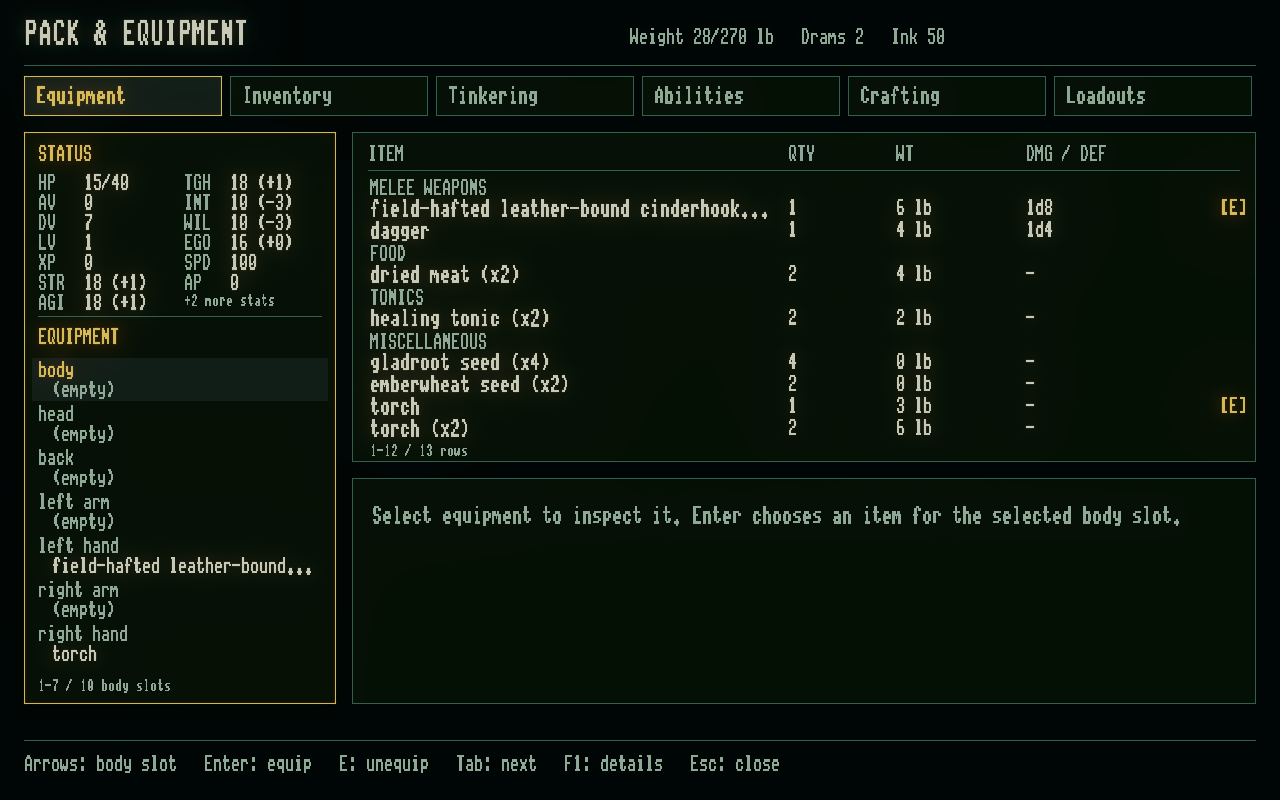 PACK & EQUIPMENT
Weight 28/270 lb   Drams 2   Ink 50
Equipment   Inventory   Tinkering   Abilities   Crafting   Loadouts
STATUS
HP 15/40   TGH 18 (+1)
AV 0   INT 10 (-3)
DV 7   WIL 10 (-3)
LV 1   EGO 16 (+0)
XP 0   SPD 100
STR 18 (+1)   AP 0
AGI 18 (+1)   +2 more stats
EQUIPMENT
body
(empty)
head
(empty)
back
(empty)
left arm
(empty)
left hand
field-hafted leather-bound...
right arm
(empty)
right hand
torch
1-7 / 10 body slots
ITEM   QTY   WT   DMG / DEF
MELEE WEAPONS
field-hafted leather-bound cinderhook...   1   6 lb   1d8   [E]
dagger   1   4 lb   1d4
FOOD
dried meat (x2)   2   4 lb   -
TONICS
healing tonic (x2)   2   2 lb   -
MISCELLANEOUS
gladroot seed (x4)   4   0 lb   -
emberwheat seed (x2)   2   0 lb   -
torch   1   3 lb   -   [E]
torch (x2)   2   6 lb   -
1-12 / 13 rows
Select equipment to inspect it. Enter chooses an item for the selected body slot.
Arrows: body slot   Enter: equip   E: unequip   Tab: next   F1: details   Esc: close